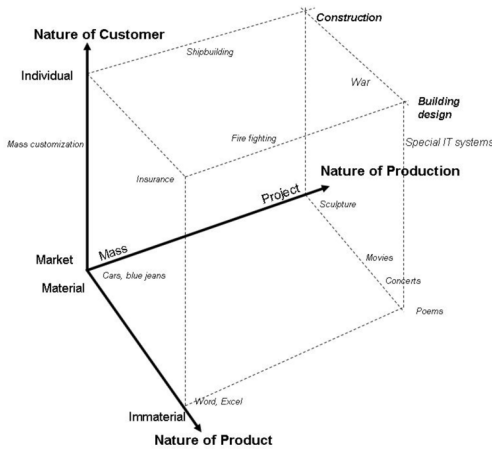 Construction
Nature of Customer
Shipbuilding
Individual
War
Building
design
Mass customization
Fire fighting
Special IT systems
Insurance
Nature of Production
Project
Sculpture
Mass
Market
Movies
Cars, blue jeans
Material
Concerts
Poems
Word, Excel
Immaterial
Nature of Product